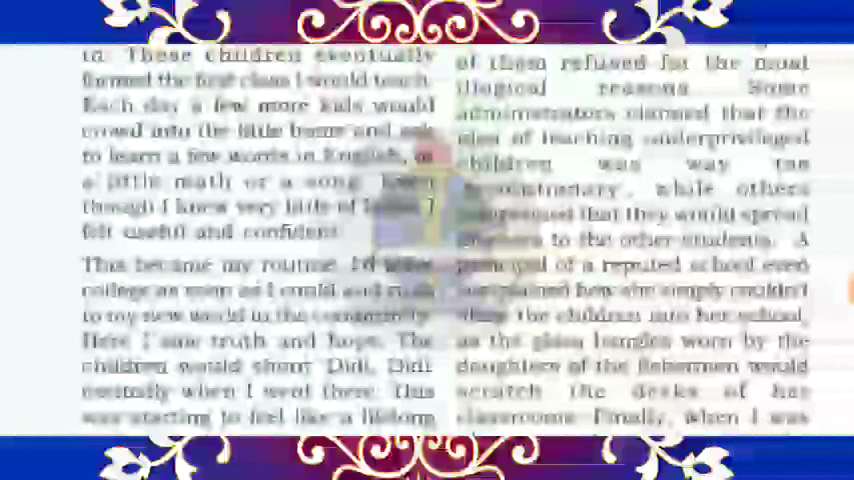 in. These children eventually
formed the first class I would teach.
Each day a few more kids would
crowd into the little home and ask
to learn a few words in English, or
a little math or a song. Even
though I knew very little of
felt useful and confident.
This became my routine. I'd
college as soon as I could and rush
to my new world in the community.
Here I saw truth and hope. The
children would shout 'Didi, Didi
excitedly when I went there. This
was starting to feel like a lifelong
of them refused for the most
illogical reasons. Some
administrators claimed that the
idea of teaching underprivileged
children was way too
revolutionary, while others
that they would spread
to the other students. A
principal of a reputed school even
explained how she simply couldn't
allow the children into her school,
as the glass bangles worn by the
daughters of the fishermen would
scratch the desks of her
classrooms. Finally, when I was